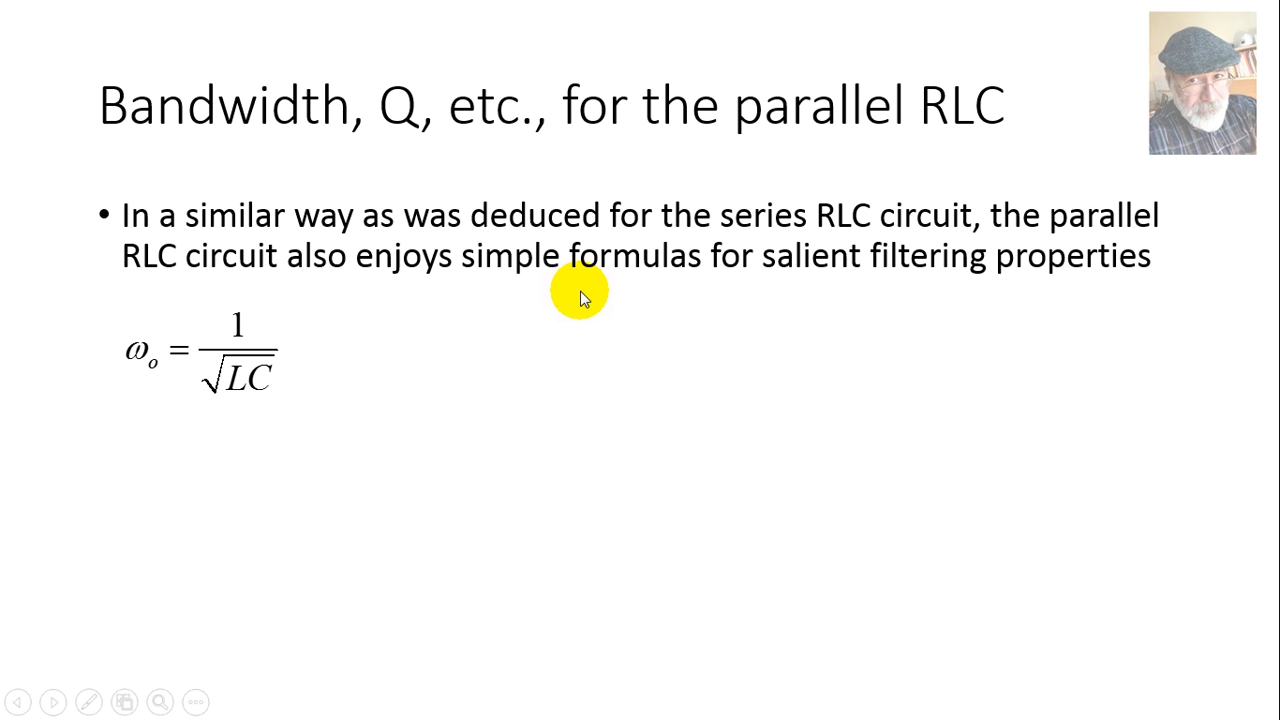 Bandwidth, Q, etc., for the parallel RLC
• In a similar way as was deduced for the series RLC circuit, the parallel
RLC circuit also enjoys simple formulas for salient filtering properties
ω_o = 1/√LC